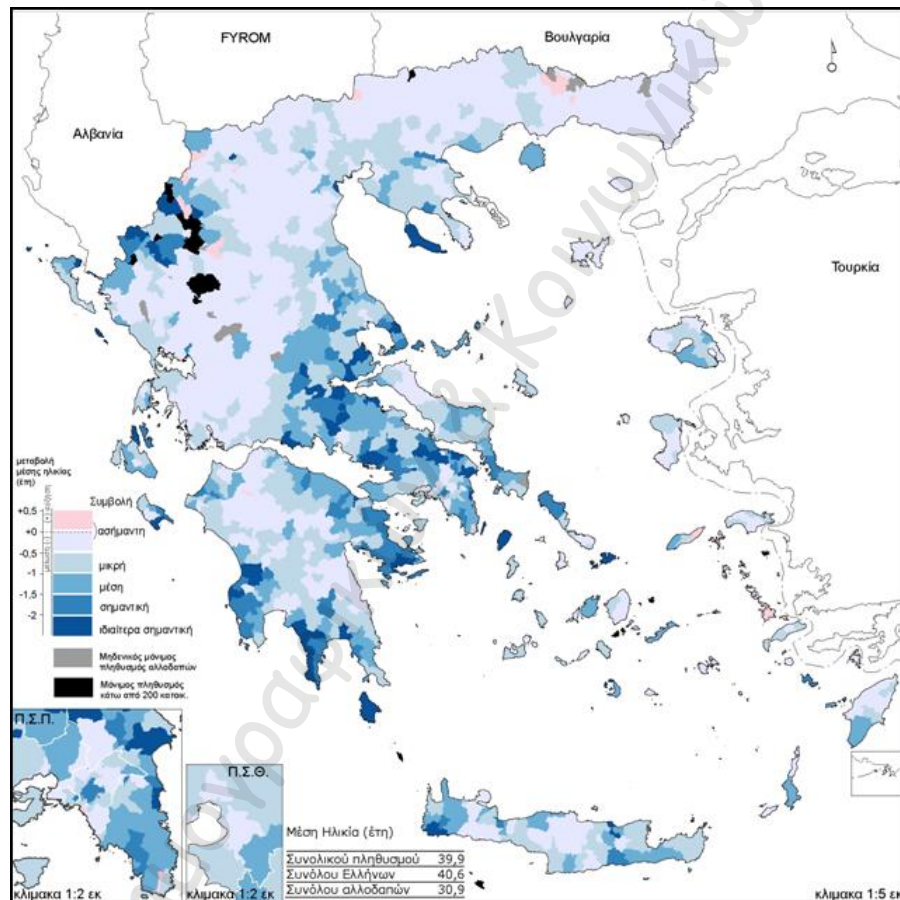 FYROM
Βουλγαρία
Αλβανία
Τουρκία
μεταβολή
μέσης ηλικίας
(έτη)
Συμβολή
+0,5
+0
ασήμαντη
-0,5
μικρή
-1
μέση
-1,5
σημαντική
-2
ιδιαίτερα σημαντική
Μηδενικός μόνιμος
πληθυσμός αλλοδαπών
Μόνιμος πληθυσμός
κάτω από 200 κατοικ.
Π.Σ.Π.
κλίμακα 1:2 εκ
Π.Σ.Θ.
κλίμακα 1:2 εκ
Μέση Ηλικία (έτη)
Συνολικού πληθυσμού 39,9
Συνόλου Ελλήνων 40,6
Συνόλου αλλοδαπών 30,9
κλίμακα 1:5 εκ
& Κοινωνικών